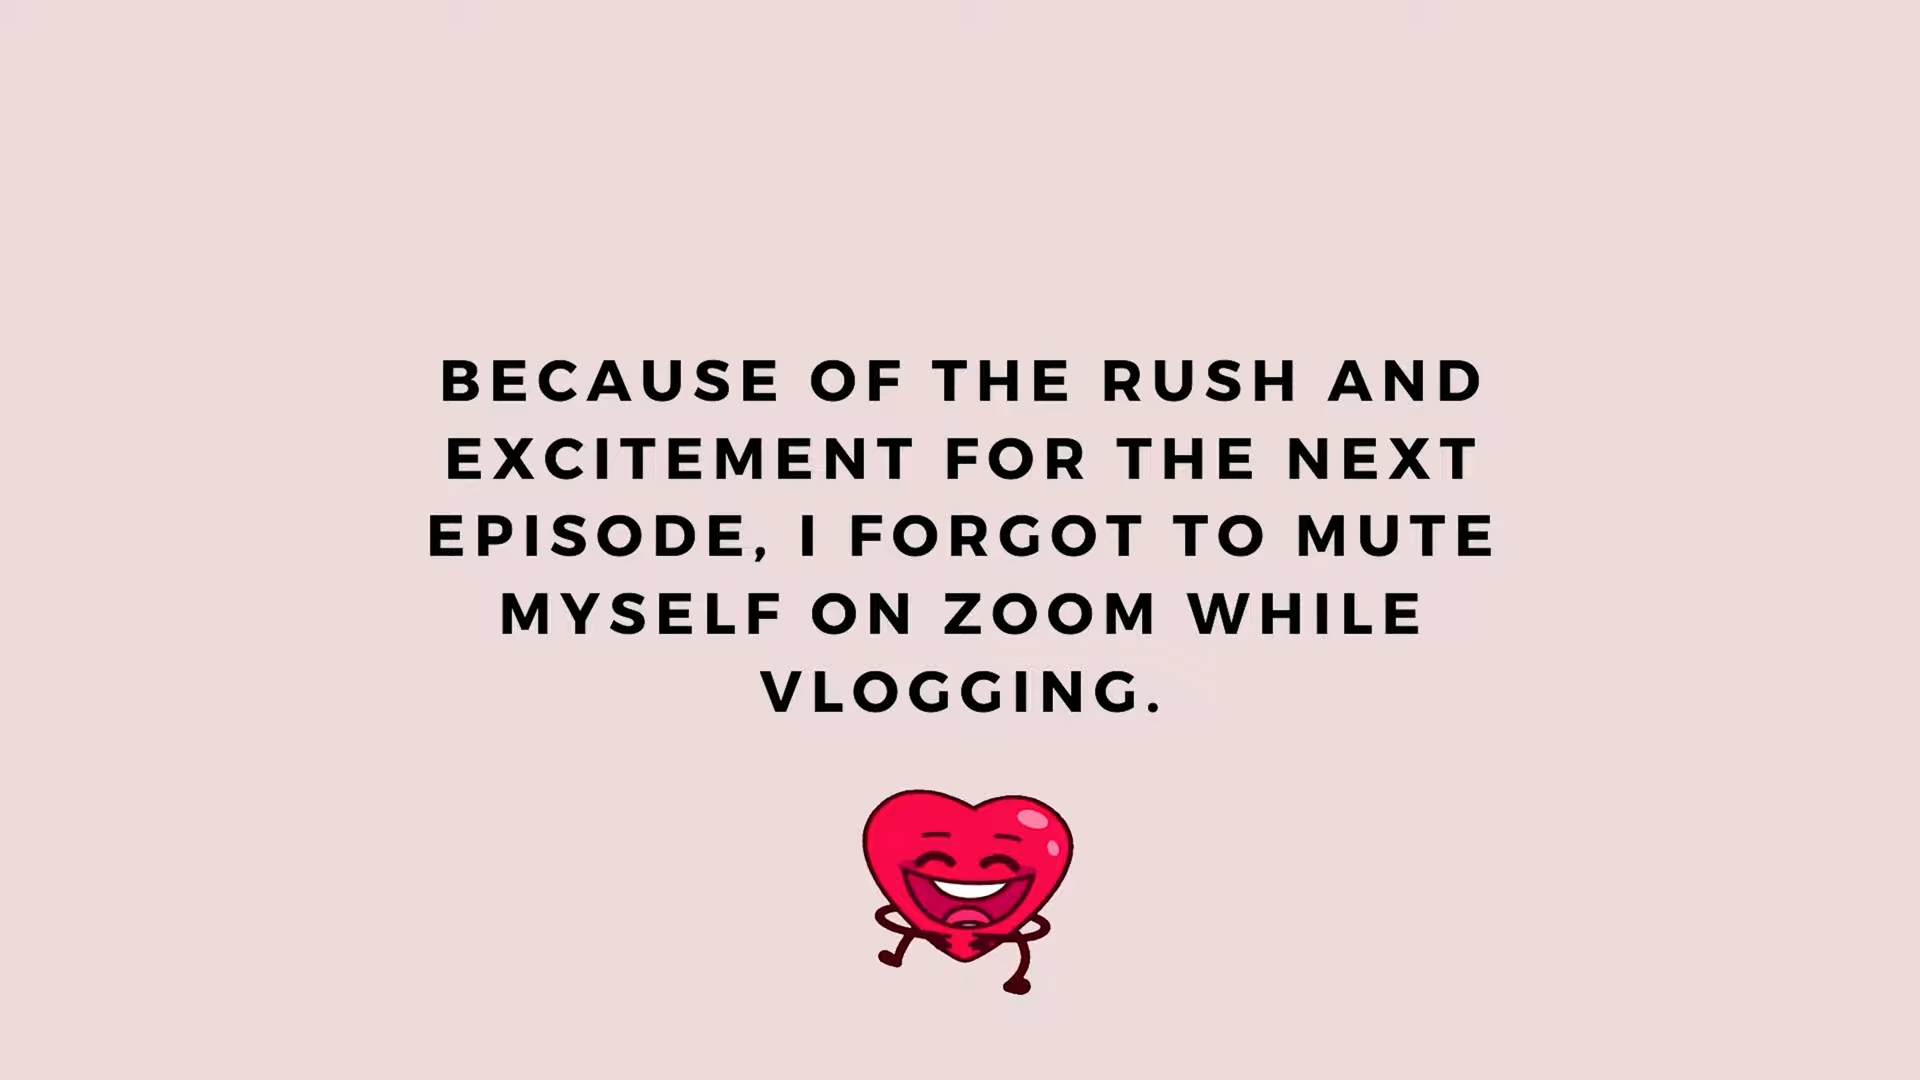 BECAUSE OF THE RUSH AND
EXCITEMENT FOR THE NEXT
EPISODE, I FORGOT TO MUTE
MYSELF ON ZOOM WHILE
VLOGGING.